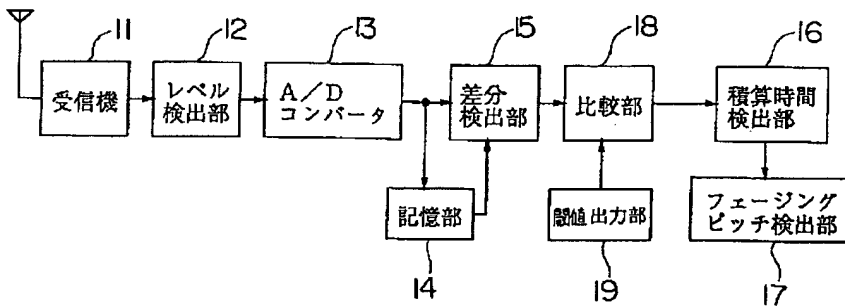 11
12
13
15
18
16
受信機
レベル
検出部
A/D
コンバータ
差分
検出部
比較部
積算時間
検出部
記憶部
閾値出力部
フェージング
ピッチ検出部
14
19
17